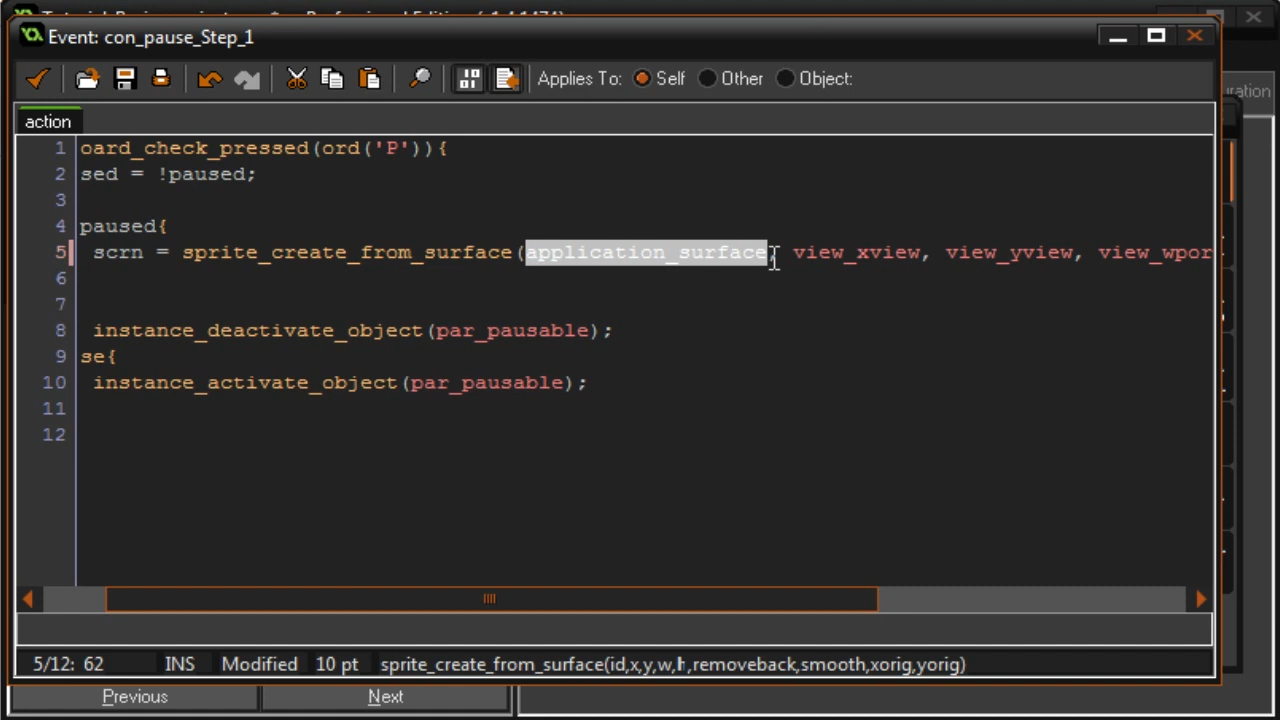 Event: con_pause_Step_1
Applies To: Self Other Object:
uration
action
1 oard_check_pressed(ord('P')){
2 sed = !paused;
3
4 paused{
5 scrn = sprite_create_from_surface(application_surface, view_xview, view_yview, view_wpor
6
7
8 instance_deactivate_object(par_pausable);
9 se{
10 instance_activate_object(par_pausable);
11
12
5/12: 62 INS Modified 10 pt sprite_create_from_surface(id,x,y,w,h,removeback,smooth,xorig,yorig)
Previous Next